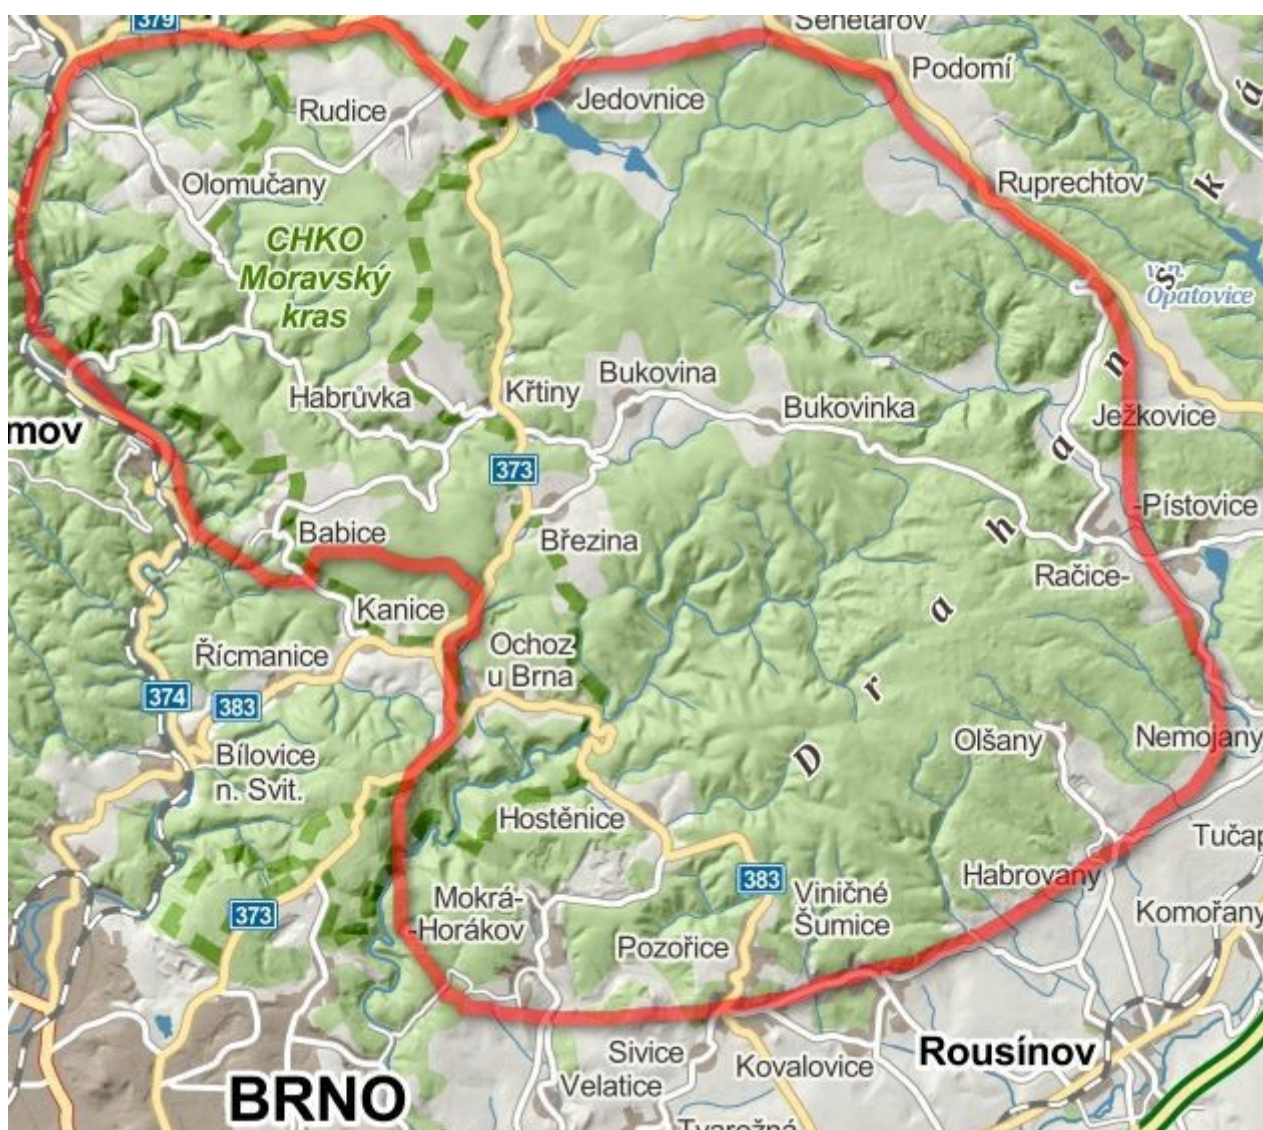 379
Senetářov
Podomí
Jedovnice
Rudice
Olomučany
Ruprechtov
CHKO
Moravský
kras
v.n.
Opatovice
Habrůvka
Křtiny
Bukovina
Bukovinka
Ježkovice
mov
373
Babice
Březina
-Pístovice
Račice-
Kanice
Řícmanice
Ochoz
u Brna
374
383
Bílovice
n. Svit.
Olšany
Nemojany
Hostěnice
Tučap
383
Habrovany
Viničné
Šumice
Komořany
373
Mokrá-
-Horákov
Pozořice
Sivice
Velatice
Kovalovice
Rousínov
BRNO
Tvarožná
D r a h a n s k á